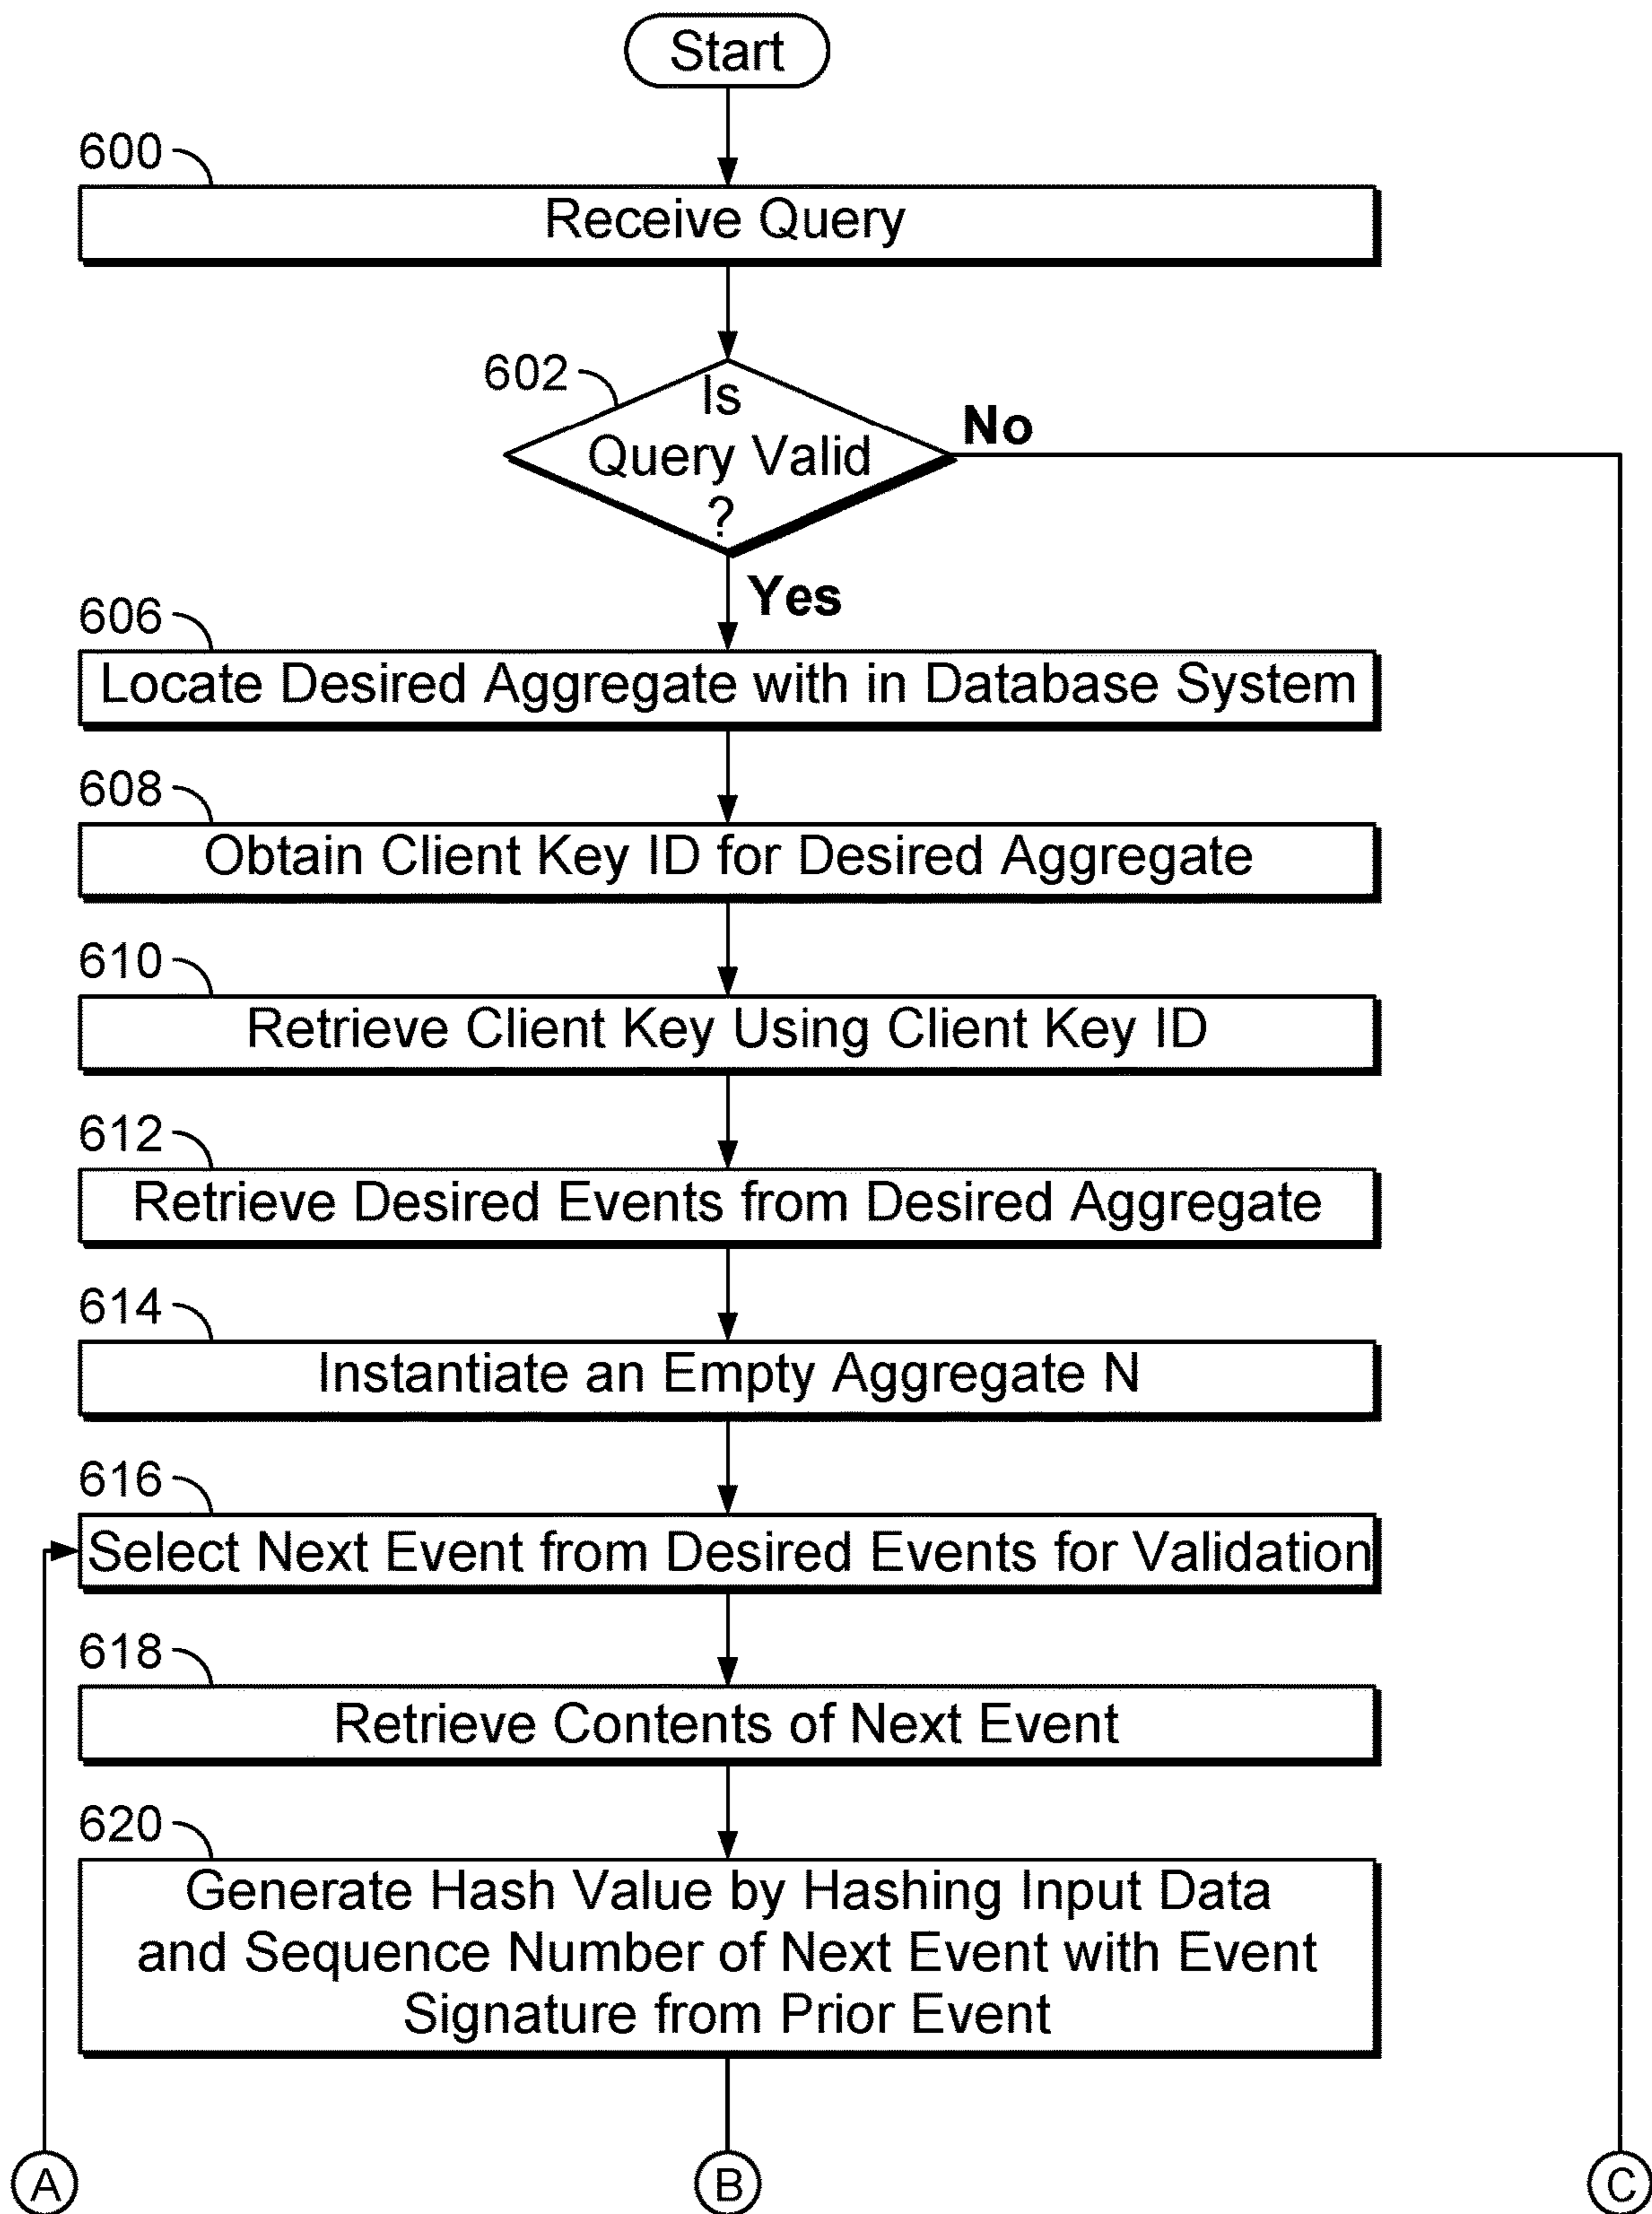 Start
600
Receive Query
602
Is
Query Valid
?
No
Yes
606
Locate Desired Aggregate with in Database System
608
Obtain Client Key ID for Desired Aggregate
610
Retrieve Client Key Using Client Key ID
612
Retrieve Desired Events from Desired Aggregate
614
Instantiate an Empty Aggregate N
616
Select Next Event from Desired Events for Validation
618
Retrieve Contents of Next Event
620
Generate Hash Value by Hashing Input Data
and Sequence Number of Next Event with Event
Signature from Prior Event
A
B
C